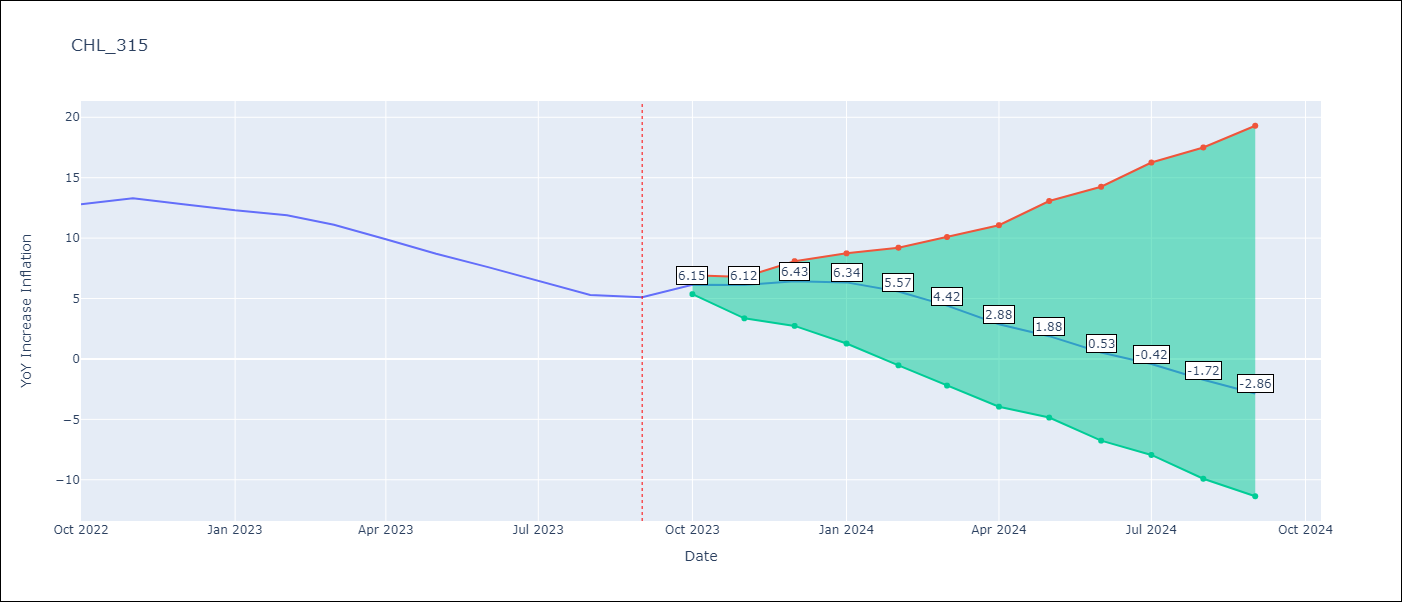 CHL_315
YoY Increase Inflation
20
15
10
5
0
−5
−10
6.15
6.12
6.43
6.34
5.57
4.42
2.88
1.88
0.53
-0.42
-1.72
-2.86
Oct 2022
Jan 2023
Apr 2023
Jul 2023
Oct 2023
Jan 2024
Apr 2024
Jul 2024
Oct 2024
Date